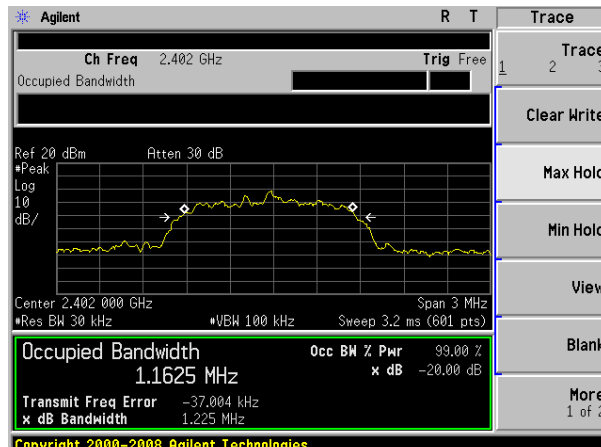 Agilent R T Trace
Ch Freq 2.402 GHz Trig Free
Occupied Bandwidth
Trace
1 2 3
Clear Write
Ref 20 dBm Atten 30 dB
#Peak
Log
10
dB/
Max Hold
Min Hold
View
Center 2.402 000 GHz Span 3 MHz
#Res BW 30 kHz #VBW 100 kHz Sweep 3.2 ms (601 pts)
Occupied Bandwidth Occ BW % Pwr 99.00 %
1.1625 MHz x dB -20.00 dB
Blank
Transmit Freq Error -37.004 kHz
x dB Bandwidth 1.225 MHz
More
1 of 2
Copyright 2000-2008 Agilent Technologies